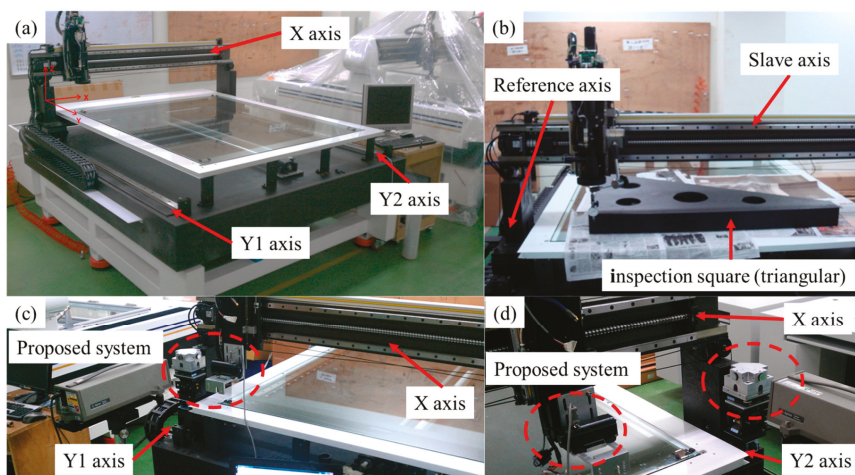 (a)
X axis
Z
X
Y
Y2 axis
Y1 axis
(b)
Slave axis
Reference axis
inspection square (triangular)
(c)
Proposed system
X axis
Y1 axis
(d)
X axis
Proposed system
Y2 axis